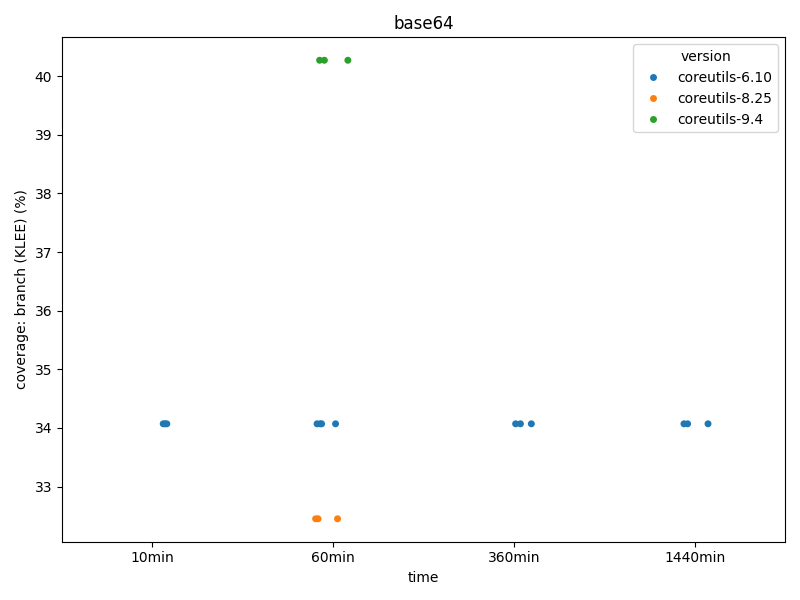 base64
version
coreutils-6.10
coreutils-8.25
coreutils-9.4
coverage: branch (KLEE) (%)
40
39
38
37
36
35
34
33
10min
60min
360min
1440min
time